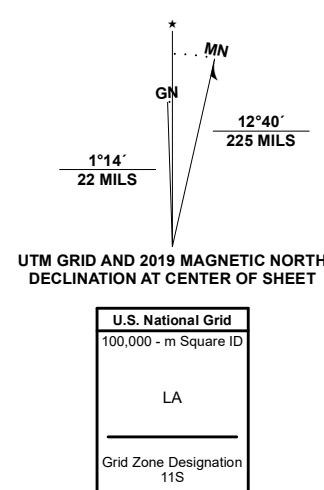 ★
MN
GN
12°40´
225 MILS
1°14´
22 MILS
UTM GRID AND 2019 MAGNETIC NORTH
DECLINATION AT CENTER OF SHEET
U.S. National Grid
100,000 - m Square ID
LA
Grid Zone Designation
11S